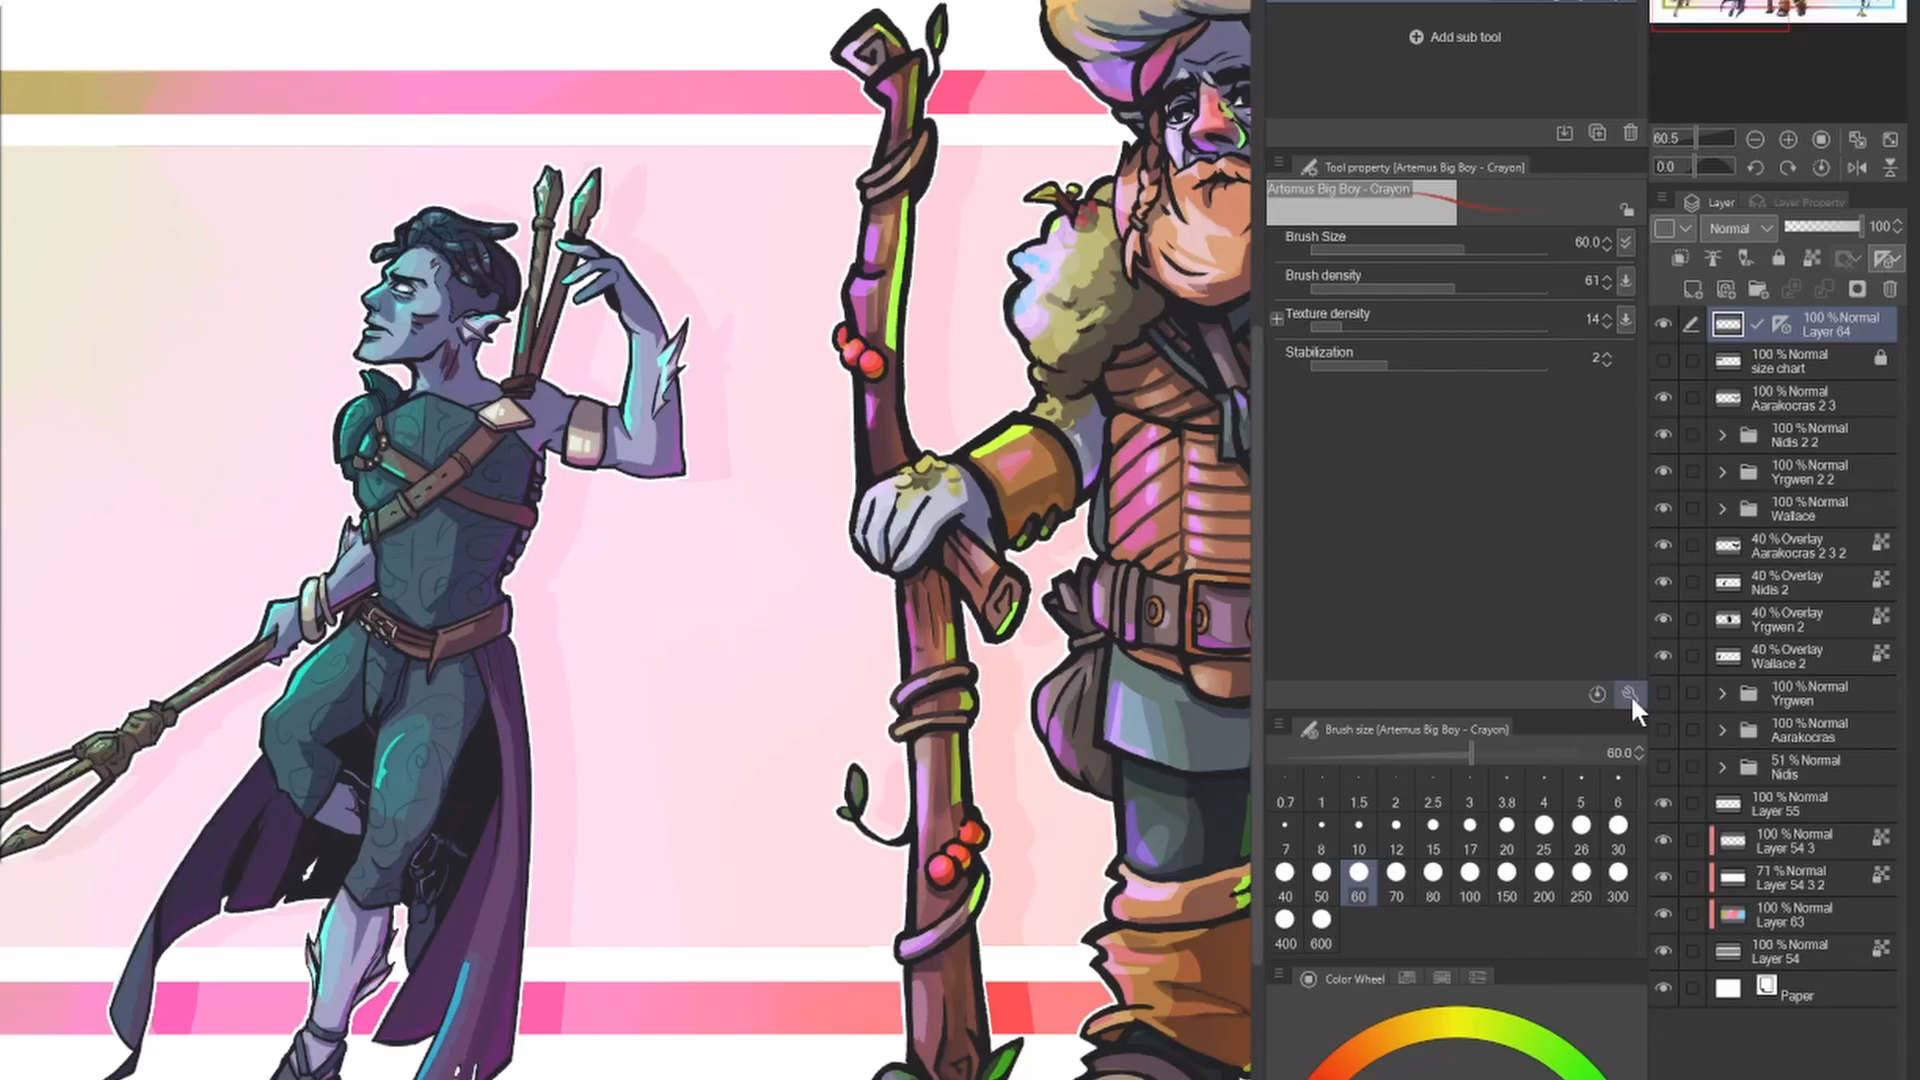 Add sub tool
Tool property [Artemus Big Boy - Crayon]
Artemus Big Boy - Crayon
Brush Size 60.0
Brush density 61
Texture density 14
Stabilization 2
Brush size [Artemus Big Boy - Crayon]
60.0
0.7 1 1.5 2 2.5 3 3.8 4 5 6
7 8 10 12 15 17 20 25 26 30
40 50 60 70 80 100 150 200 250 300
400 600
Color Wheel
60.5
0.0
Layer Layer Property
Normal 100
100 % Normal
Layer 64
100 % Normal
size chart
100 % Normal
Aarakocras 2 3
100 % Normal
Nidis 2 2
100 % Normal
Yrgwen 2 2
100 % Normal
Wallace
40 % Overlay
Aarakocras 2 3 2
40 % Overlay
Nidis 2
40 % Overlay
Yrgwen 2
40 % Overlay
Wallace 2
100 % Normal
Yrgwen
100 % Normal
Aarakocras
51 % Normal
Nidis
100 % Normal
Layer 55
100 % Normal
Layer 54 3
71 % Normal
Layer 54 3 2
100 % Normal
Layer 63
100 % Normal
Layer 54
Paper